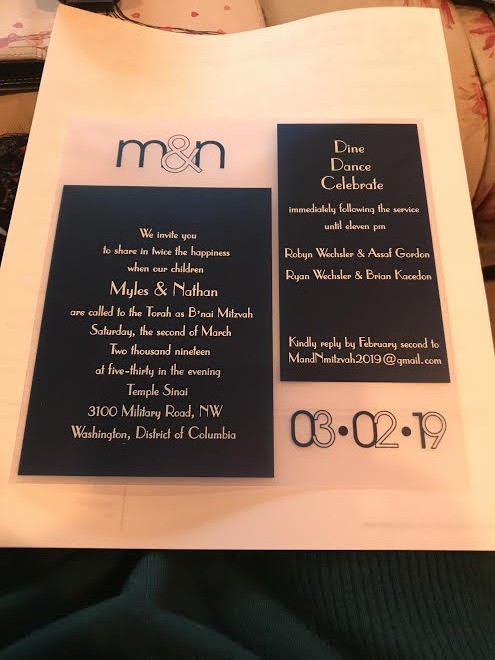 m&n
We invite you
to share in twice the happiness
when our children
Myles & Nathan
are called to the Torah as B'nai Mitzvah
Saturday, the second of March
Two thousand nineteen
at five-thirty in the evening
Temple Sinai
3100 Military Road, NW
Washington, District of Columbia
Dine
Dance
Celebrate
immediately following the service
until eleven pm
Robyn Wechsler & Assaf Gordon
Ryan Wechsler & Brian Kacedon
Kindly reply by February second to
MandNmitzvah2019@gmail.com
03•02•19